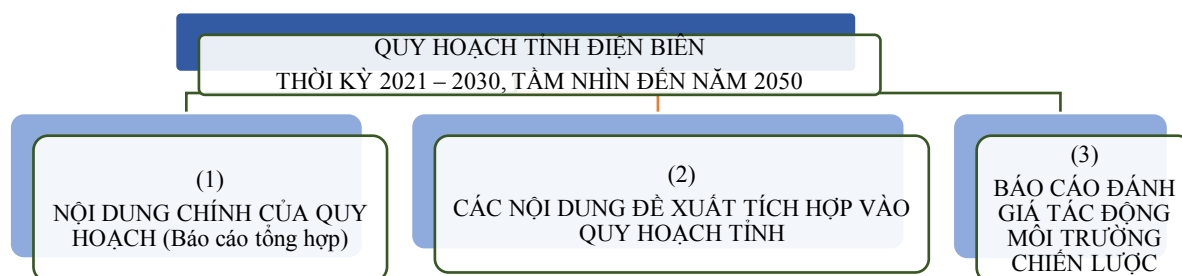 QUY HOẠCH TỈNH ĐIỆN BIÊN
THỜI KỲ 2021 – 2030, TẦM NHÌN ĐẾN NĂM 2050
(1)
NỘI DUNG CHÍNH CỦA QUY
HOẠCH (Báo cáo tổng hợp)
(2)
CÁC NỘI DUNG ĐỀ XUẤT TÍCH HỢP VÀO
QUY HOẠCH TỈNH
(3)
BÁO CÁO ĐÁNH
GIÁ TÁC ĐỘNG
MÔI TRƯỜNG
CHIẾN LƯỢC